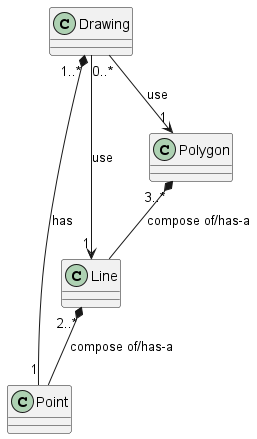 C Drawing
1..*
0..*
use
1
C Polygon
3..*
has
use
compose of/has-a
1
C Line
2..*
compose of/has-a
1
C Point